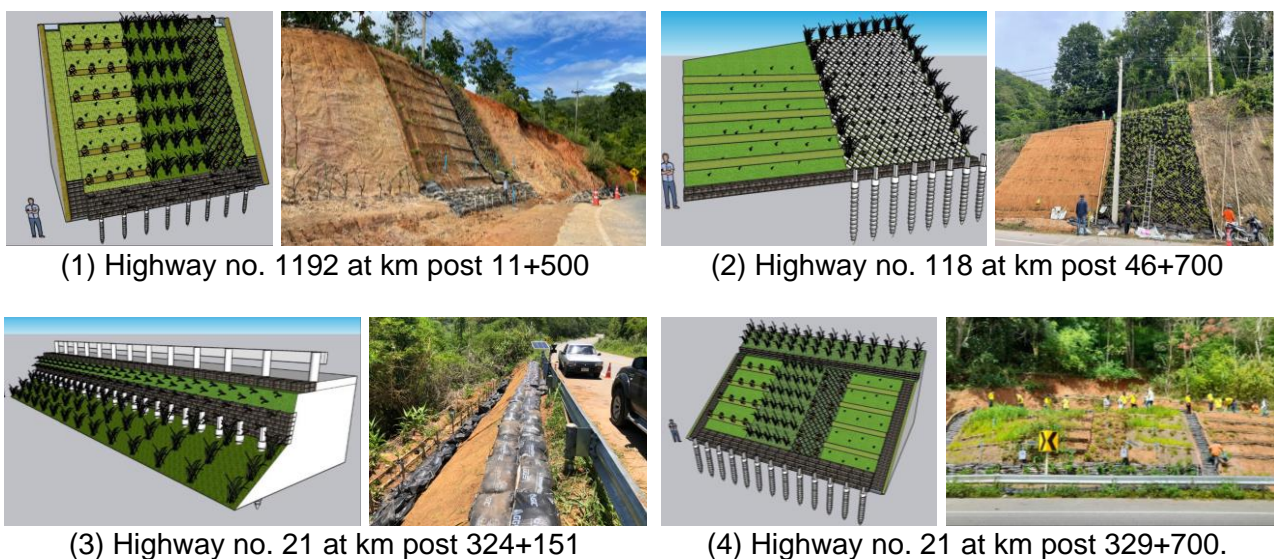 (1) Highway no. 1192 at km post 11+500
(2) Highway no. 118 at km post 46+700
(3) Highway no. 21 at km post 324+151
(4) Highway no. 21 at km post 329+700.